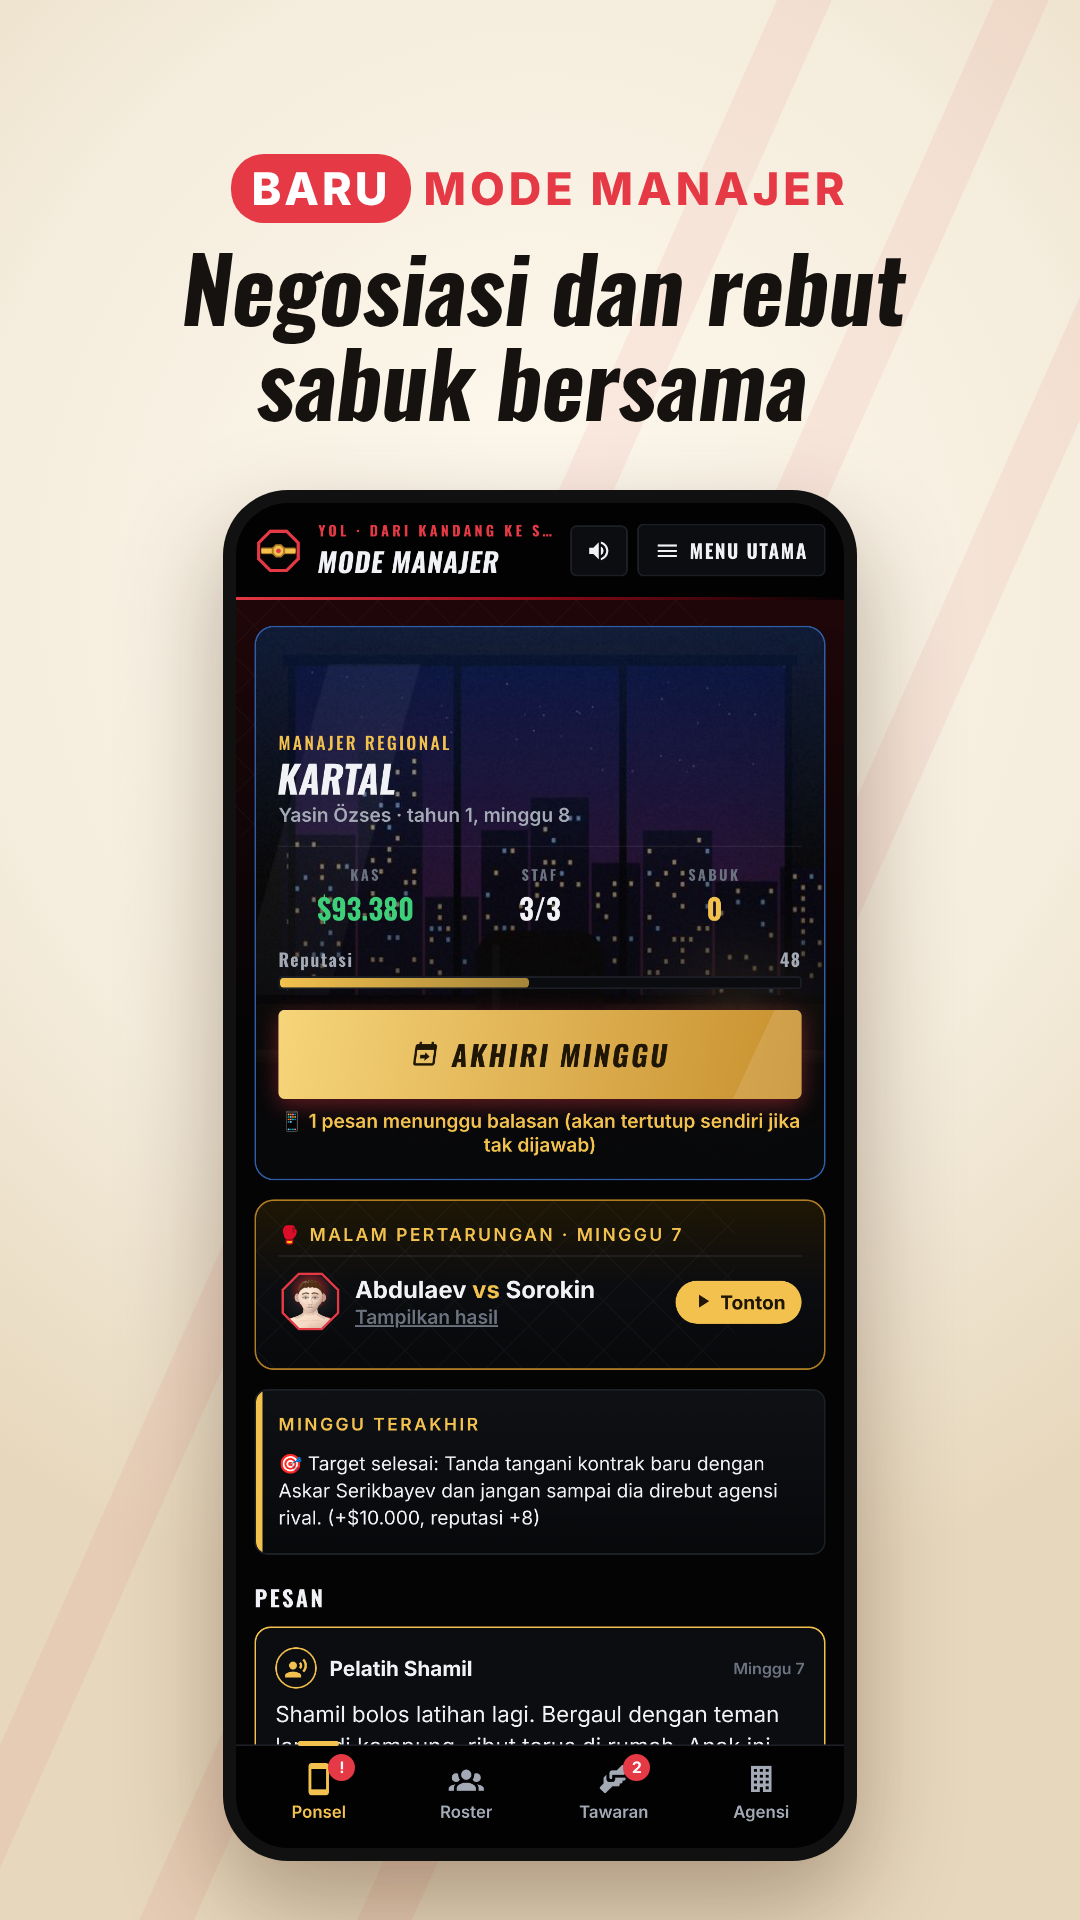 BARU MODE MANAJER
Negosiasi dan rebut
sabuk bersama
YOL · DARI KANDANG KE S...
MODE MANAJER
MENU UTAMA
MANAJER REGIONAL
KARTAL
Yasin Özses · tahun 1, minggu 8
KAS STAF SABUK
$93.380 3/3 0
Reputasi 48
AKHIRI MINGGU
1 pesan menunggu balasan (akan tertutup sendiri jika
tak dijawab)
MALAM PERTARUNGAN · MINGGU 7
Abdulaev vs Sorokin
Tampilkan hasil
Tonton
MINGGU TERAKHIR
Target selesai: Tanda tangani kontrak baru dengan
Askar Serikbayev dan jangan sampai dia direbut agensi
rival. (+$10.000, reputasi +8)
PESAN
Pelatih Shamil Minggu 7
Shamil bolos latihan lagi. Bergaul dengan teman
! 2
Ponsel Roster Tawaran Agensi